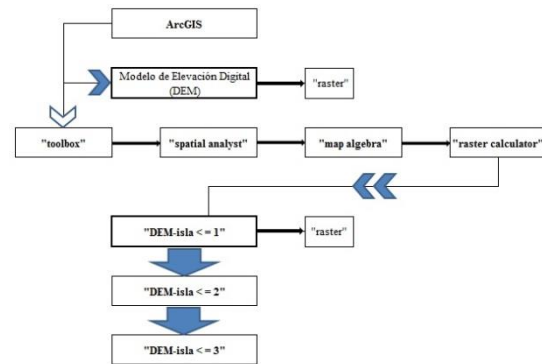 ArcGIS
Modelo de Elevación Digital
(DEM)
"raster"
"toolbox"
"spatial analyst"
"map algebra"
"raster calculator"
"DEM-isla < = 1"
"raster"
"DEM-isla < = 2"
"DEM-isla < = 3"